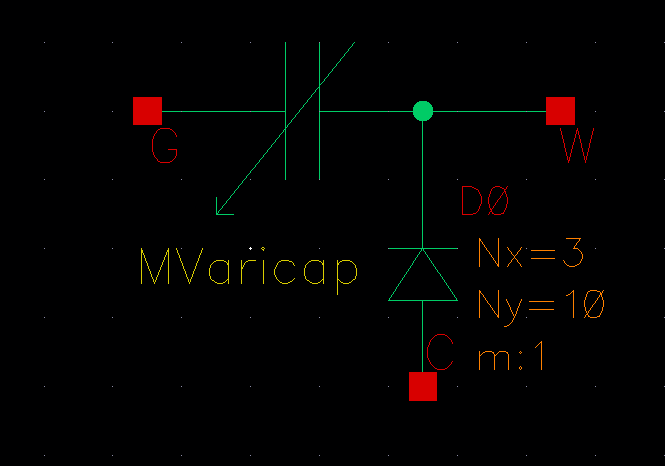 G
W
D0
MVaricap
Nx=3
Ny=10
C
m:1